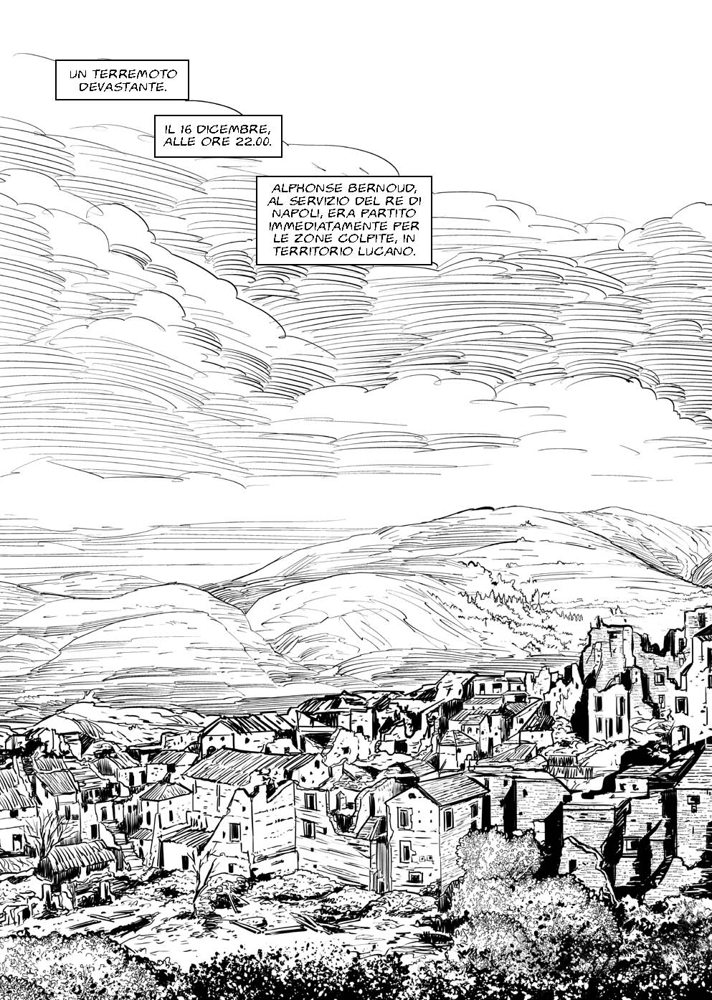 UN TERREMOTO
DEVASTANTE.
IL 16 DICEMBRE,
ALLE ORE 22.00.
ALPHONSE BERNOUD,
AL SERVIZIO DEL RE DI
NAPOLI, ERA PARTITO
IMMEDIATAMENTE PER
LE ZONE COLPITE, IN
TERRITORIO LUCANO.